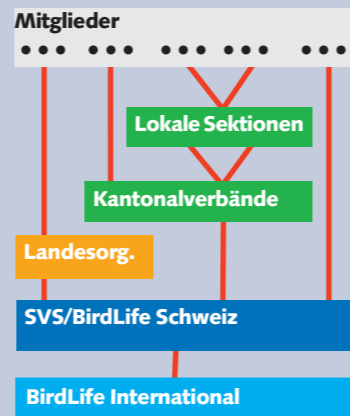 Mitglieder
Lokale Sektionen
Kantonalverbände
Landesorg.
SVS/BirdLife Schweiz
BirdLife International